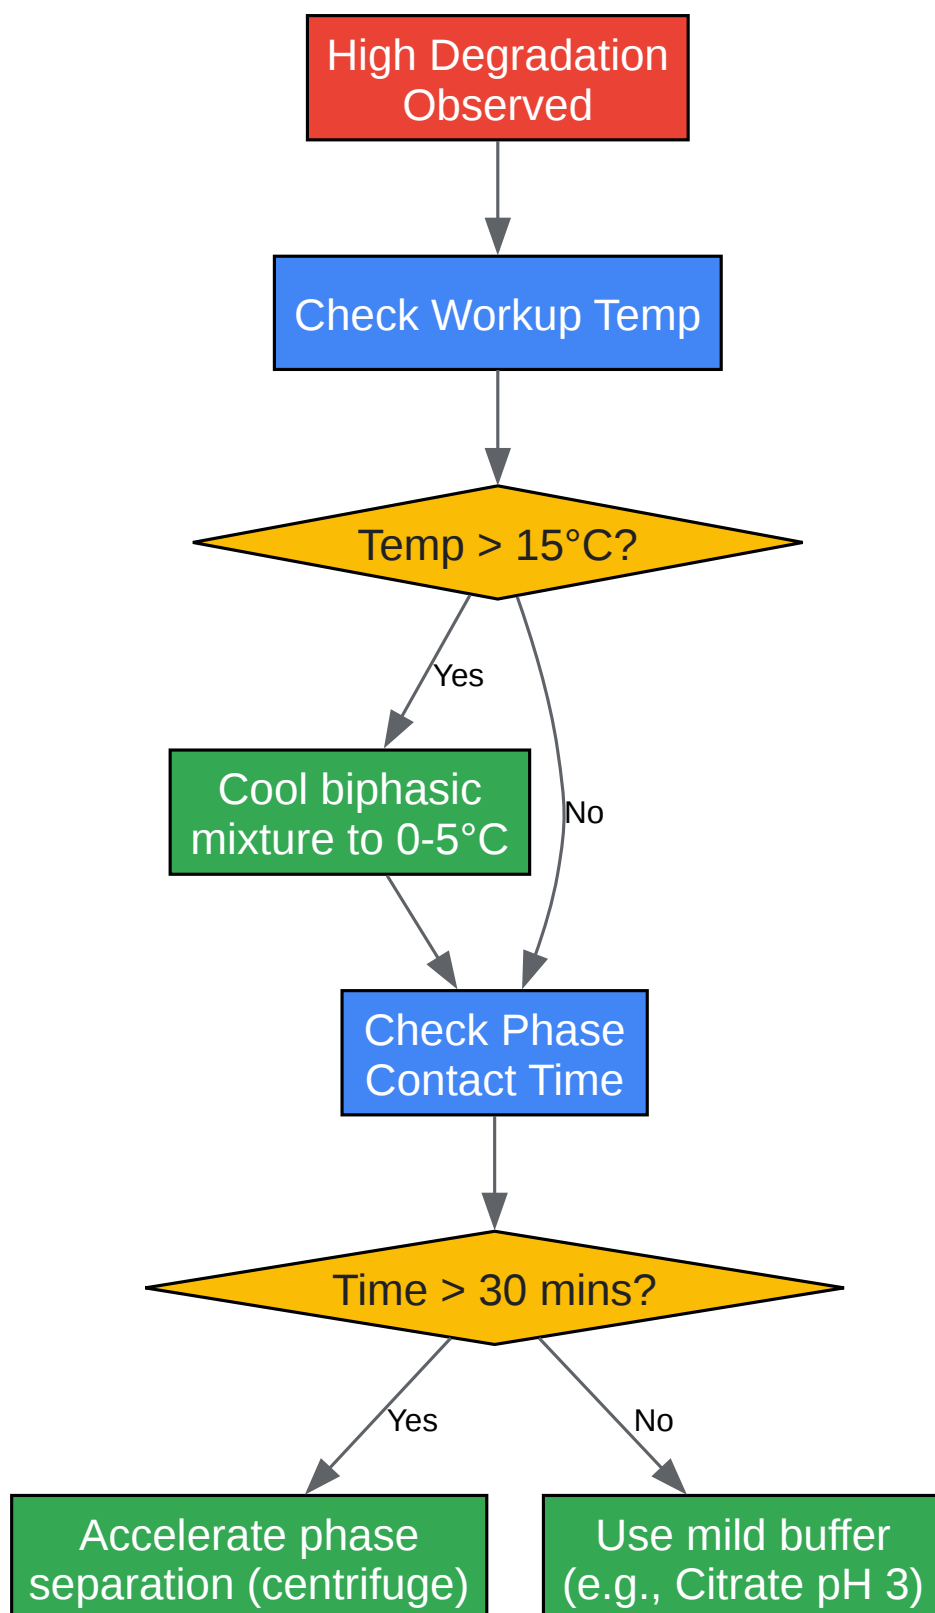 High Degradation
Observed
Check Workup Temp
Temp > 15°C?
Yes
Cool biphasic
mixture to 0-5°C
No
Check Phase
Contact Time
Time > 30 mins?
Yes
No
Accelerate phase
separation (centrifuge)
Use mild buffer
(e.g., Citrate pH 3)